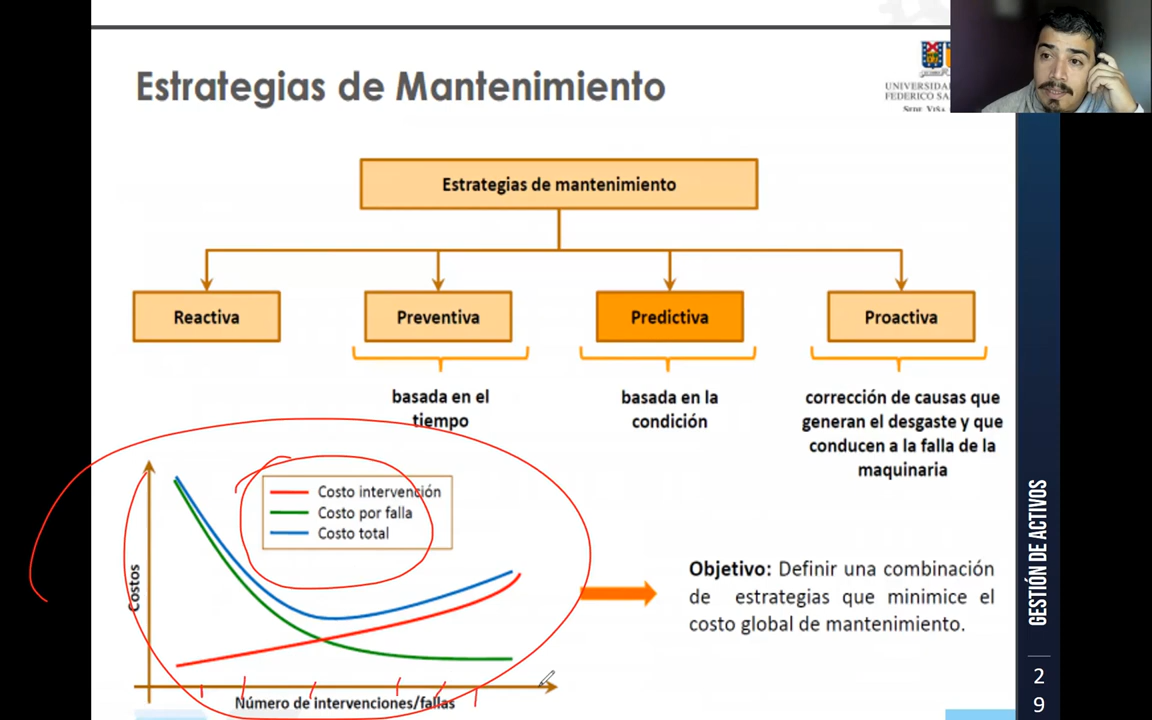 Estrategias de Mantenimiento
UNIVERSIDA
FEDERICO SA
Sede Viña
Estrategias de mantenimiento
Reactiva
Preventiva
Predictiva
Proactiva
basada en el
tiempo
basada en la
condición
corrección de causas que
generan el desgaste y que
conducen a la falla de la
maquinaria
Costo intervención
Costo por falla
Costo total
Costos
Número de intervenciones/fallas
Objetivo: Definir una combinación
de estrategias que minimice el
costo global de mantenimiento.
GESTIÓN DE ACTIVOS
2
9